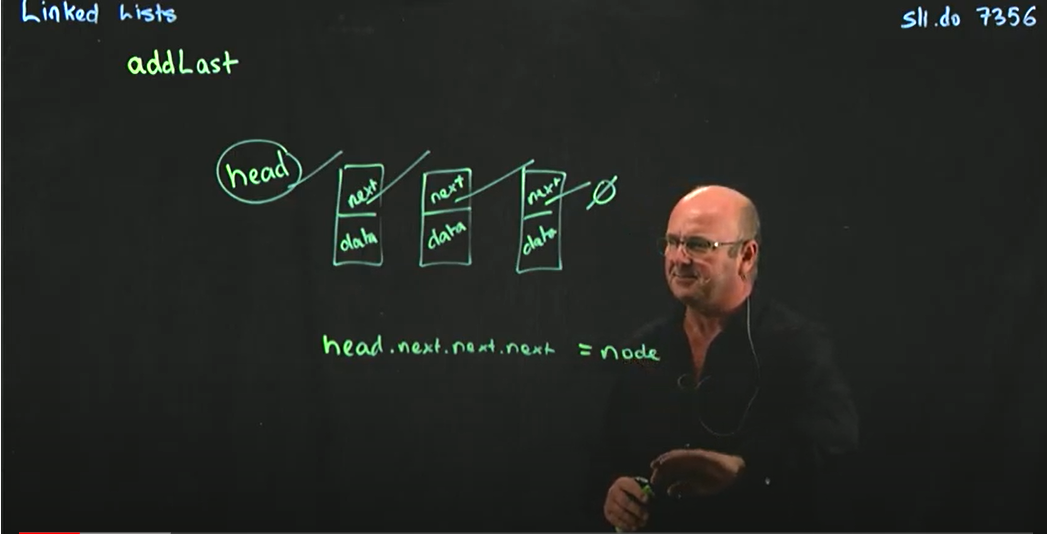 Linked Lists
sli.do 7356
addLast
head
next
next
next
∅
data
data
data
head.next.next.next = node